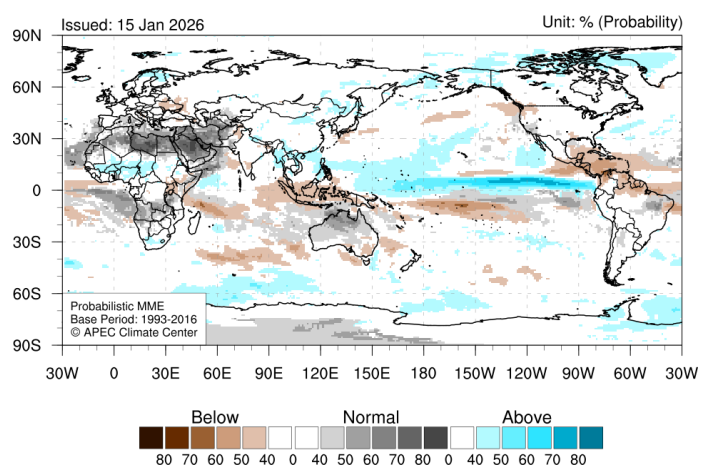 Issued: 15 Jan 2026
Unit: % (Probability)
90N
60N
30N
0
30S
60S
90S
Probabilistic MME
Base Period: 1993-2016
© APEC Climate Center
30W 0 30E 60E 90E 120E 150E 180 150W 120W 90W 60W 30W
Below Normal Above
80 70 60 50 40 0 40 50 60 70 80 0 40 50 60 70 80